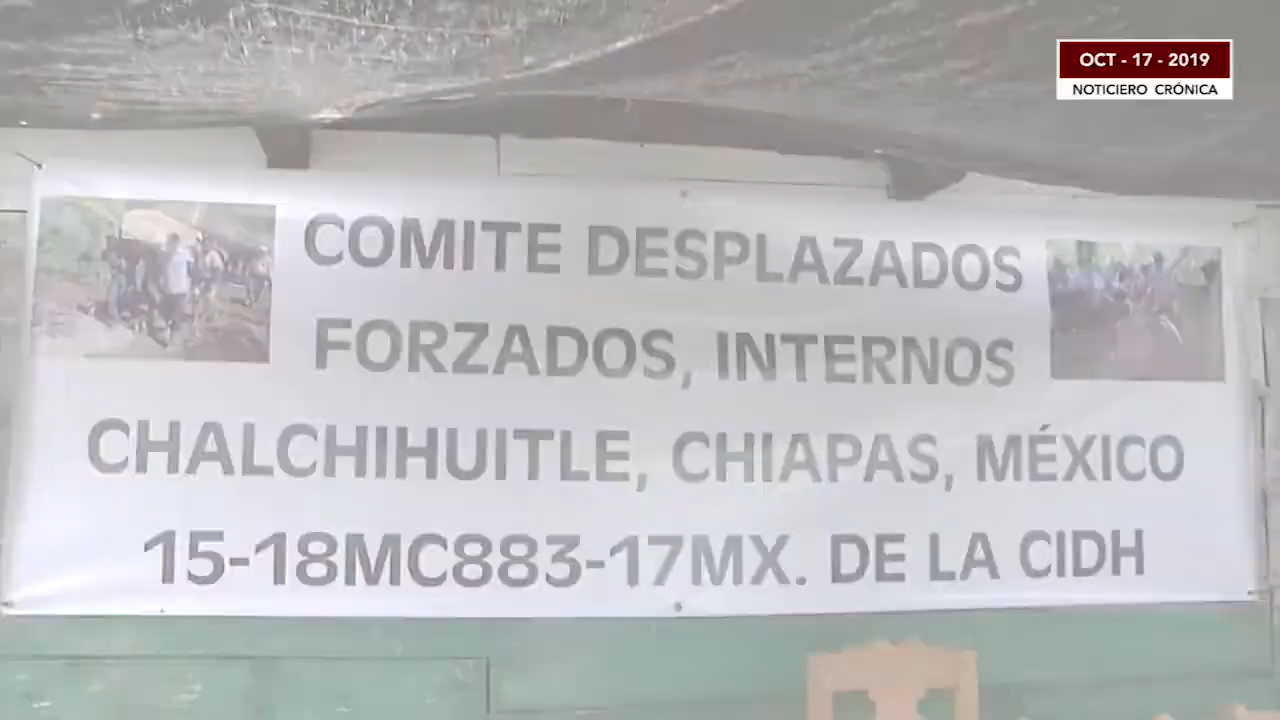 OCT - 17 - 2019
NOTICIERO CRÓNICA
COMITE DESPLAZADOS
FORZADOS, INTERNOS
CHALCHIHUITLE, CHIAPAS, MÉXICO
15-18MC883-17MX. DE LA CIDH